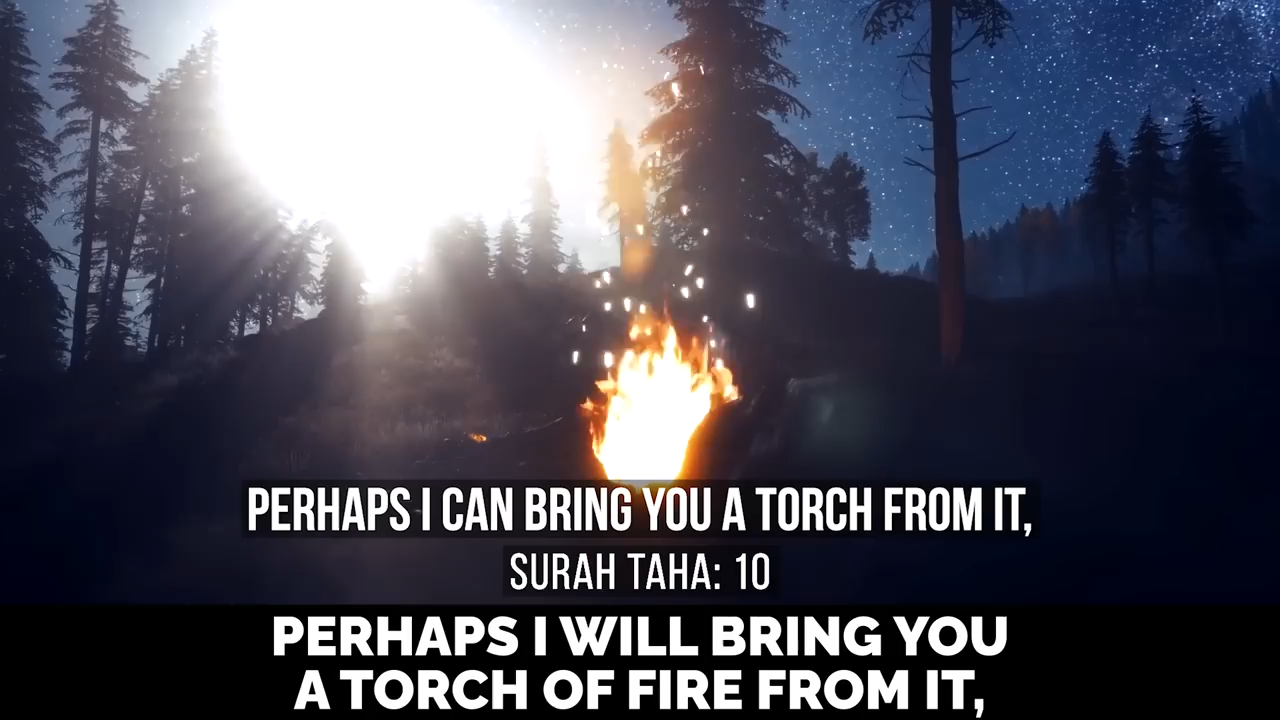 PERHAPS I CAN BRING YOU A TORCH FROM IT,
SURAH TAHA: 10
PERHAPS I WILL BRING YOU
A TORCH OF FIRE FROM IT,